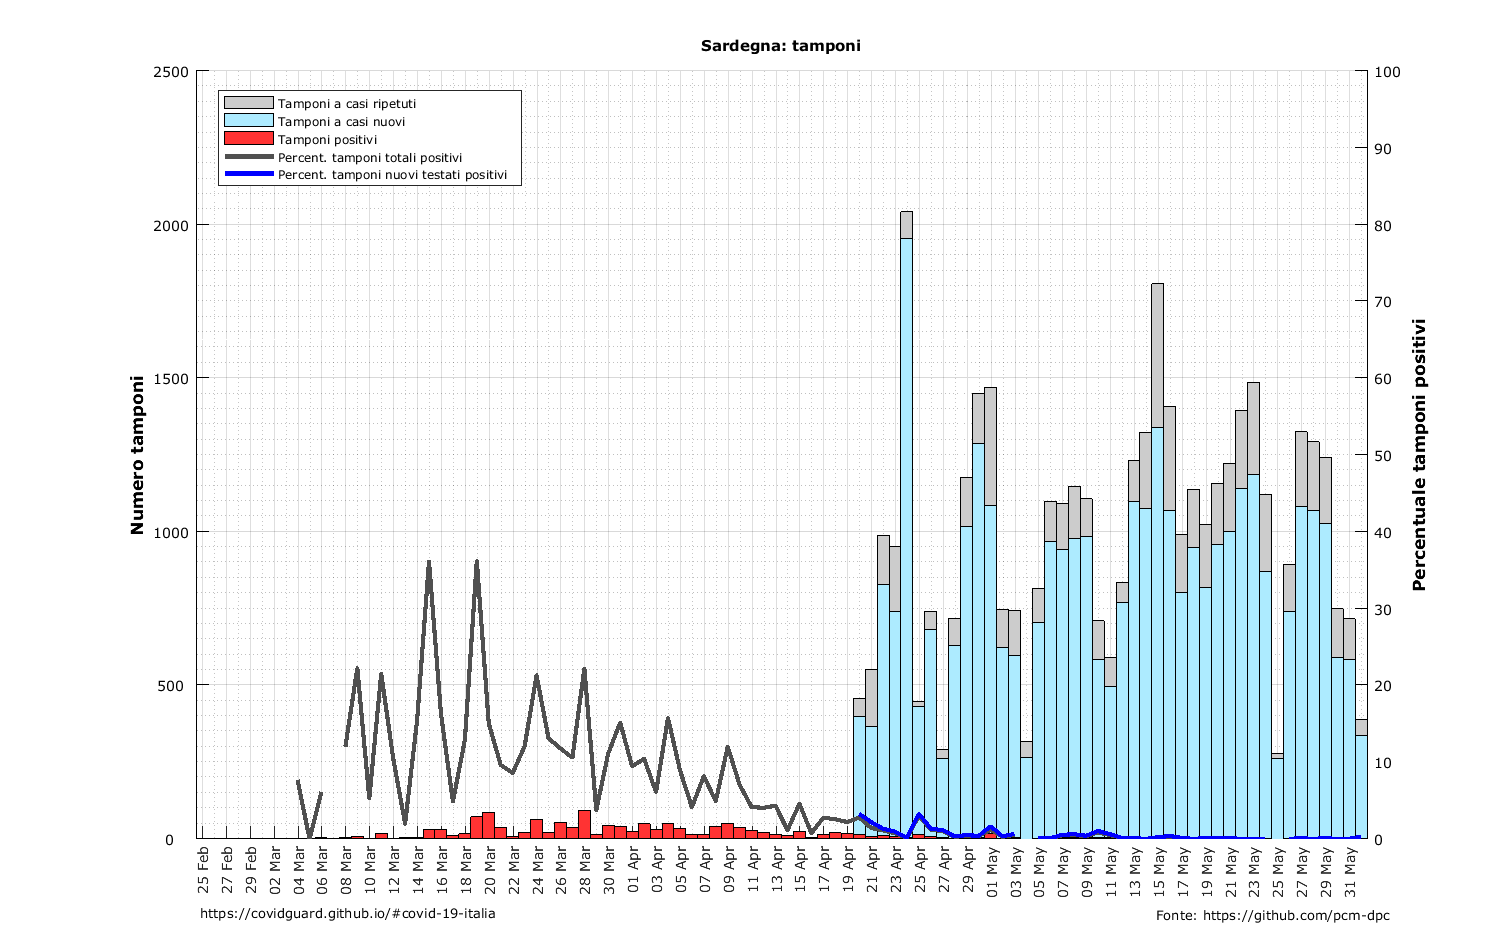 Sardegna: tamponi
2500
2000
1500
1000
500
0
Numero tamponi
Tamponi a casi ripetuti
Tamponi a casi nuovi
Tamponi positivi
Percent. tamponi totali positivi
Percent. tamponi nuovi testati positivi
100
90
80
70
60
50
40
30
20
10
0
Percentuale tamponi positivi
25 Feb
27 Feb
29 Feb
02 Mar
04 Mar
06 Mar
08 Mar
10 Mar
12 Mar
14 Mar
16 Mar
18 Mar
20 Mar
22 Mar
24 Mar
26 Mar
28 Mar
30 Mar
01 Apr
03 Apr
05 Apr
07 Apr
09 Apr
11 Apr
13 Apr
15 Apr
17 Apr
19 Apr
21 Apr
23 Apr
25 Apr
27 Apr
29 Apr
01 May
03 May
05 May
07 May
09 May
11 May
13 May
15 May
17 May
19 May
21 May
23 May
25 May
27 May
29 May
31 May
https://covidguard.github.io/#covid-19-italia
Fonte: https://github.com/pcm-dpc